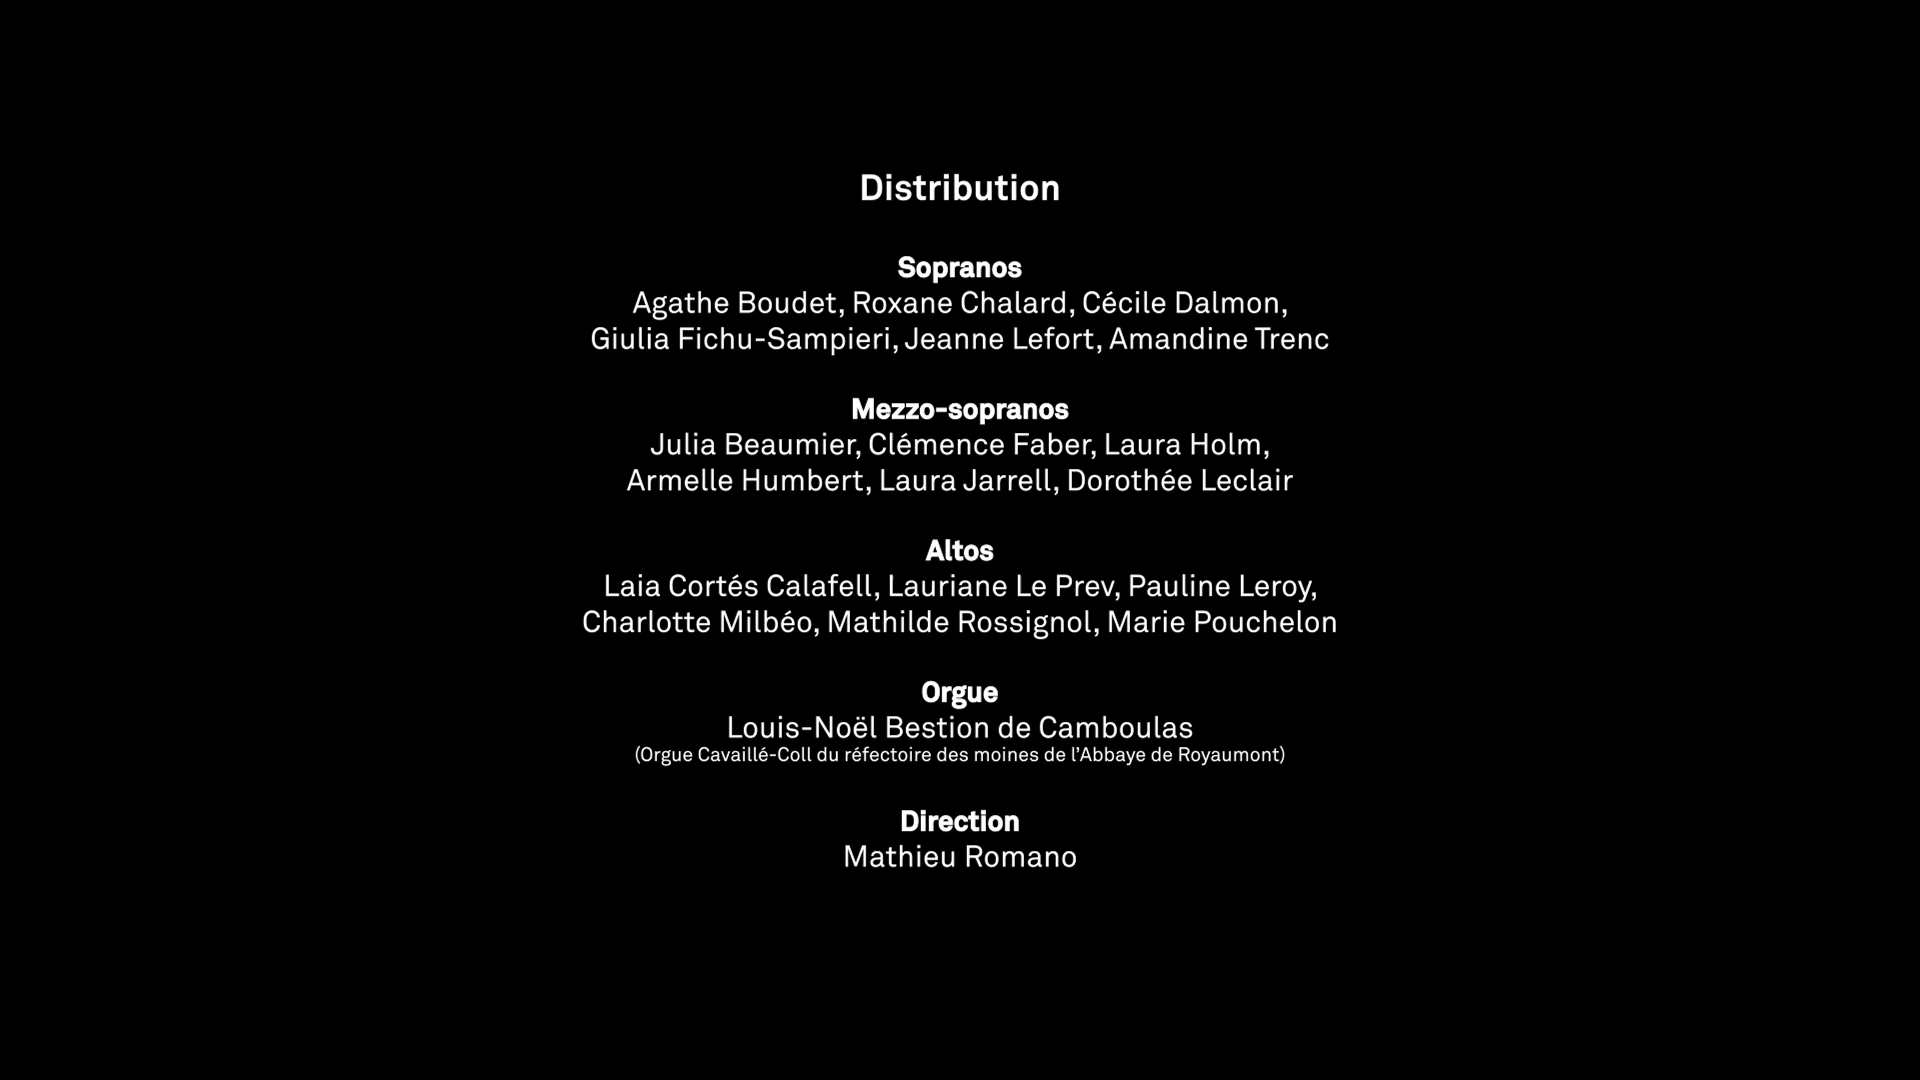 Distribution
Sopranos
Agathe Boudet, Roxane Chalard, Cécile Dalmon,
Giulia Fichu-Sampieri, Jeanne Lefort, Amandine Trenc
Mezzo-sopranos
Julia Beaumier, Clémence Faber, Laura Holm,
Armelle Humbert, Laura Jarrell, Dorothée Leclair
Altos
Laia Cortés Calafell, Lauriane Le Prev, Pauline Leroy,
Charlotte Milbéo, Mathilde Rossignol, Marie Pouchelon
Orgue
Louis-Noël Bestion de Camboulas
(Orgue Cavaillé-Coll du réfectoire des moines de l’Abbaye de Royaumont)
Direction
Mathieu Romano